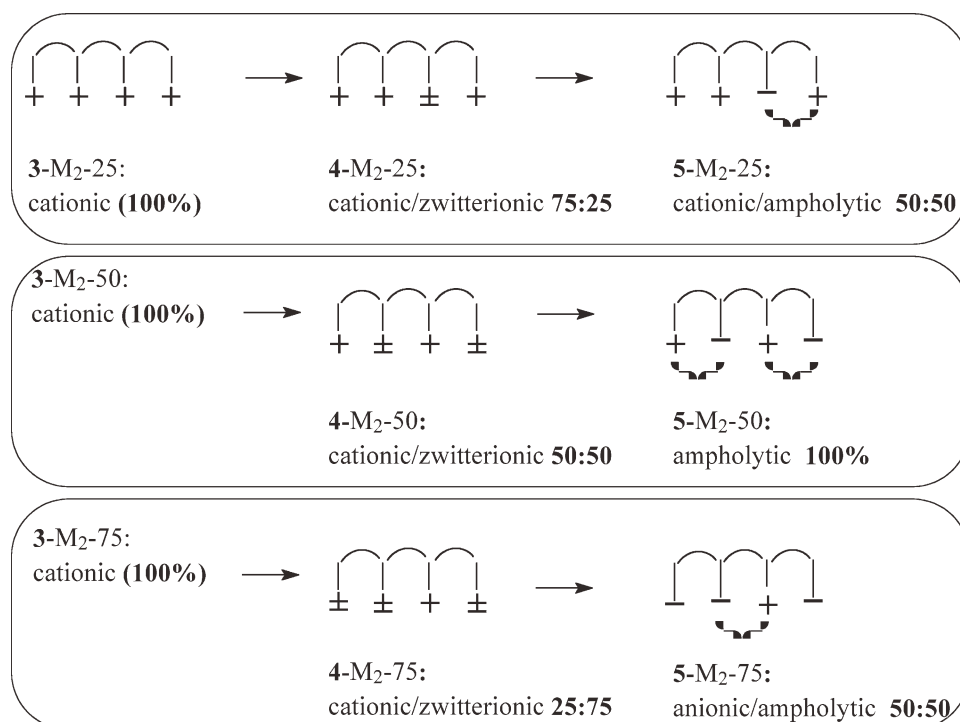 3-M₂-25:
cationic (100%)
4-M₂-25:
cationic/zwitterionic 75:25
5-M₂-25:
cationic/ampholytic 50:50
3-M₂-50:
cationic (100%)
4-M₂-50:
cationic/zwitterionic 50:50
5-M₂-50:
ampholytic 100%
3-M₂-75:
cationic (100%)
4-M₂-75:
cationic/zwitterionic 25:75
5-M₂-75:
anionic/ampholytic 50:50